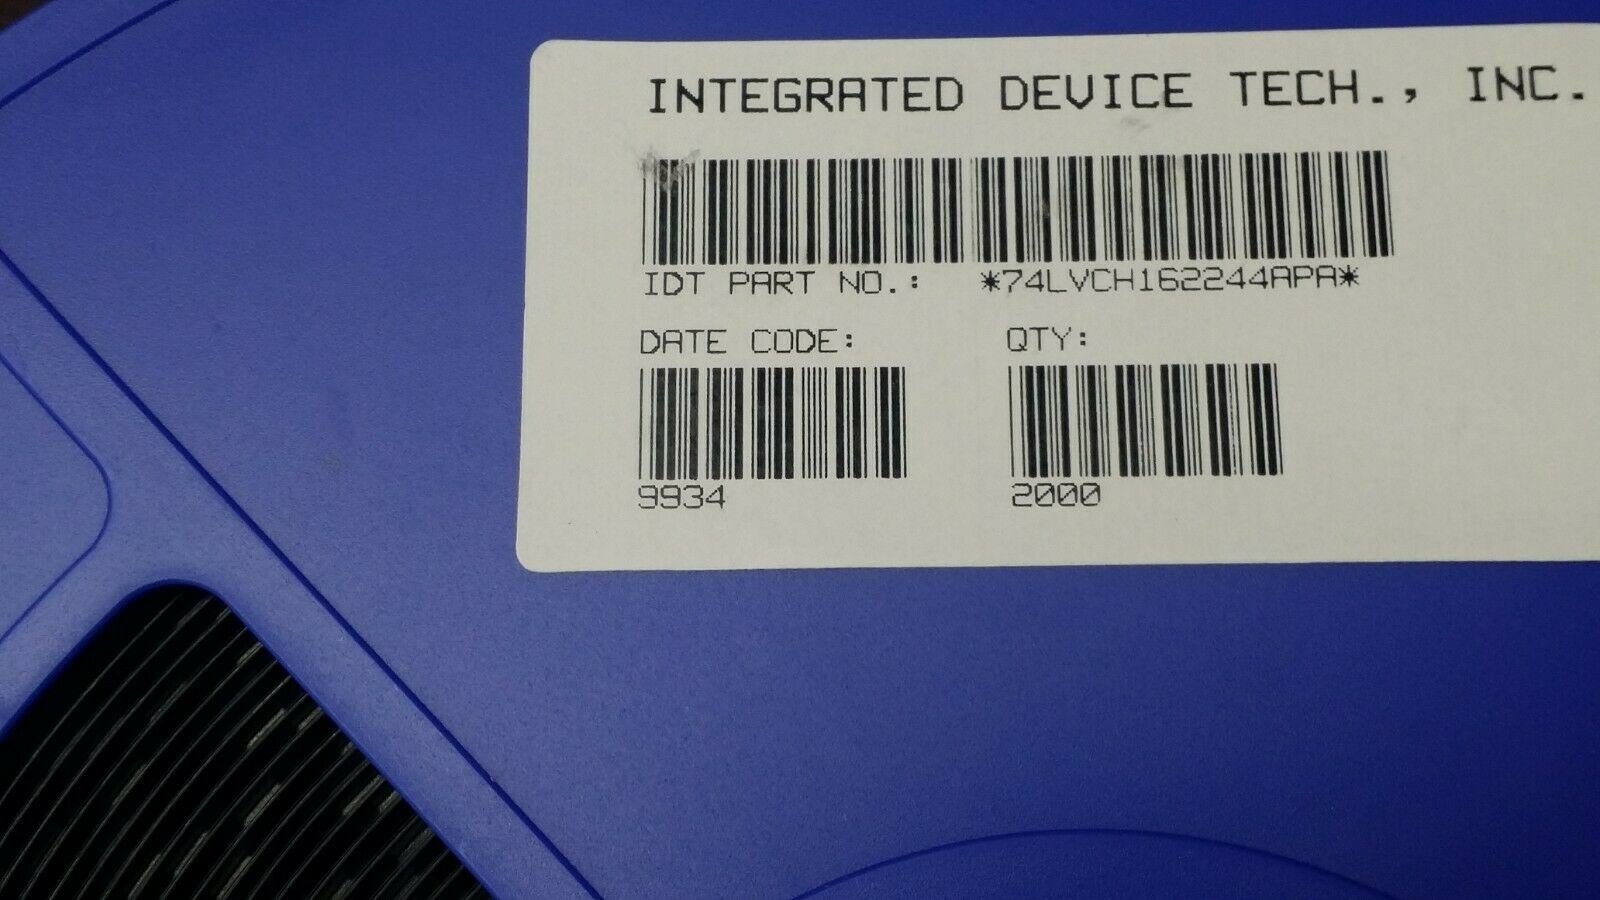 INTEGRATED DEVICE TECH., INC.
IDT PART NO.: *74LVCH162244APA*
DATE CODE: QTY:
9934 2000